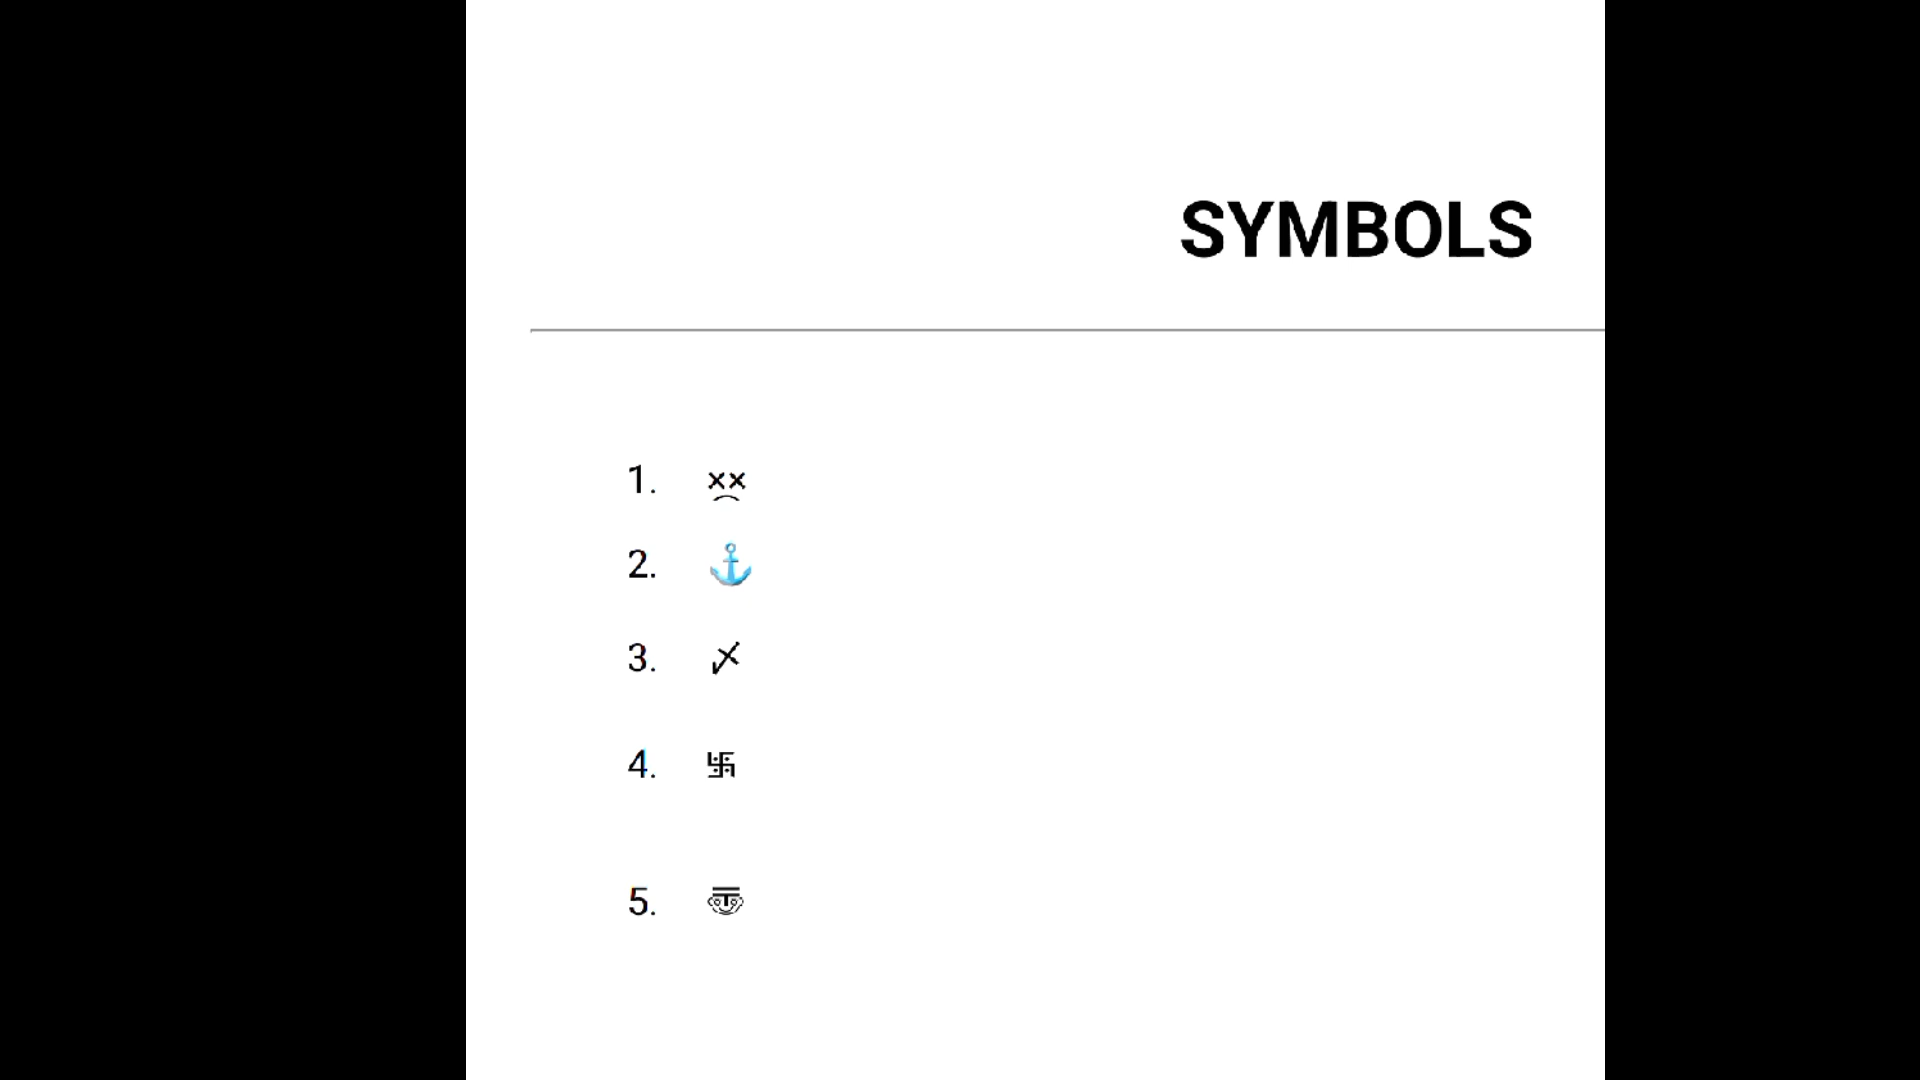 SYMBOLS
1. ×᷼×
2. ⚓
3. 〆
4. ࿘
5.